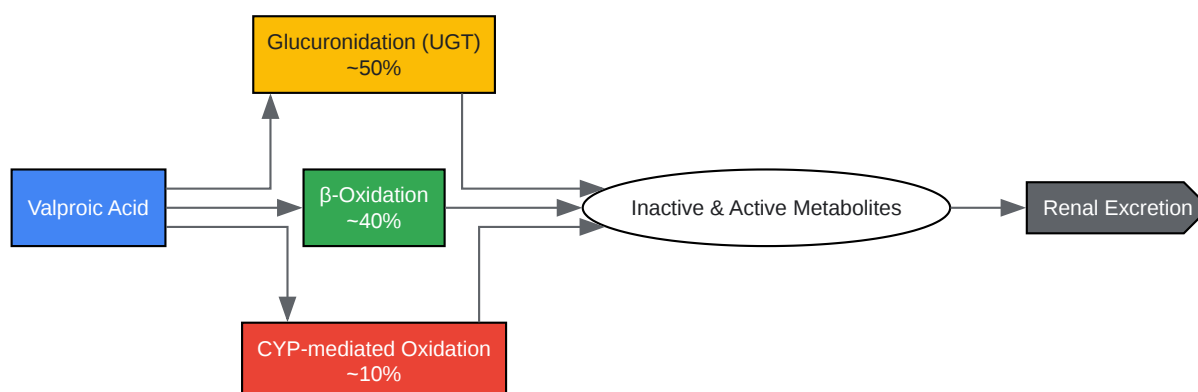 Glucuronidation (UGT)
~50%
Valproic Acid
β-Oxidation
~40%
Inactive & Active Metabolites
Renal Excretion
CYP-mediated Oxidation
~10%